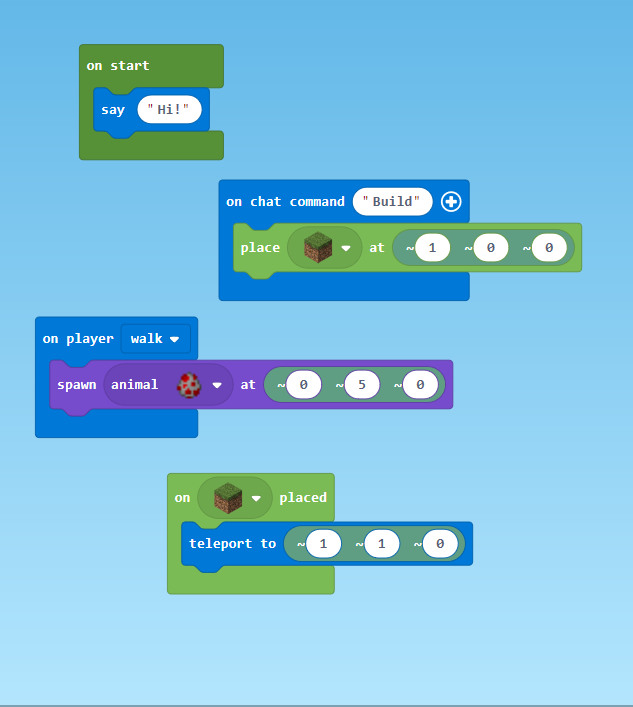 on start
say "Hi!"
on chat command "Build"
place at ~1 ~0 ~0
on player walk
spawn animal at ~0 ~5 ~0
on placed
teleport to ~1 ~1 ~0